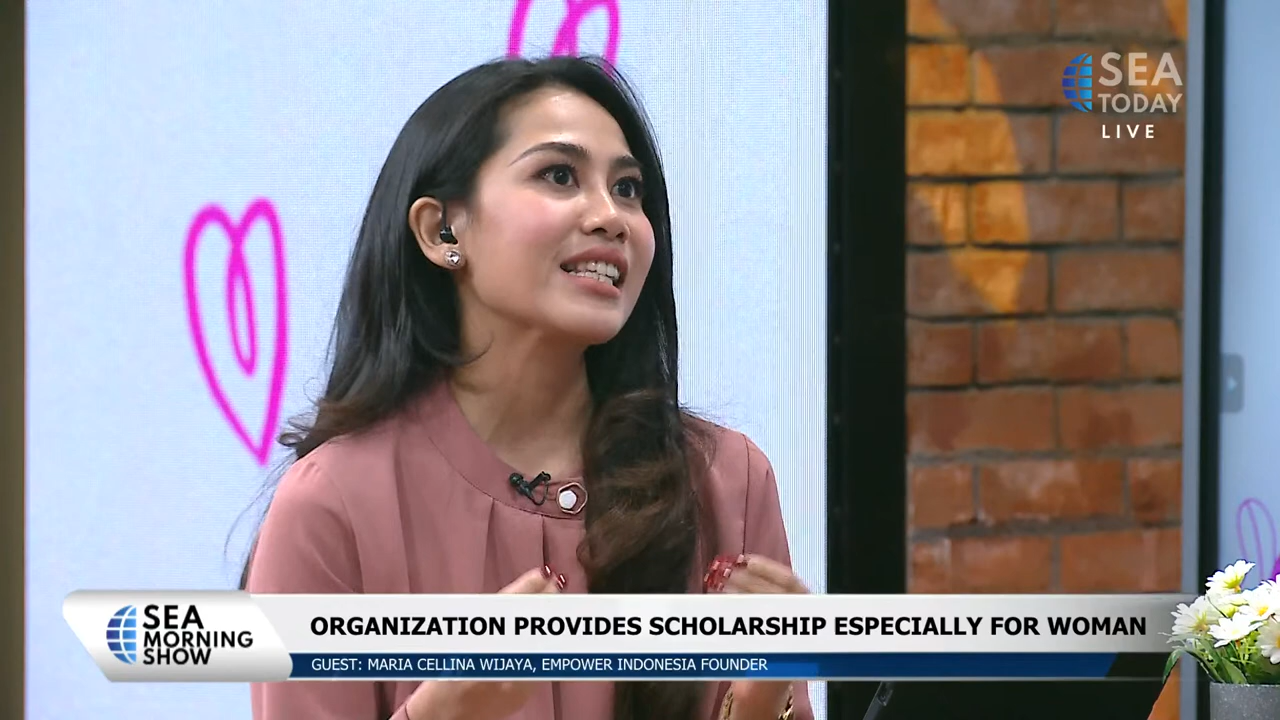 SEA
TODAY
LIVE
SEA
MORNING
SHOW
ORGANIZATION PROVIDES SCHOLARSHIP ESPECIALLY FOR WOMAN
GUEST: MARIA CELLINA WIJAYA, EMPOWER INDONESIA FOUNDER